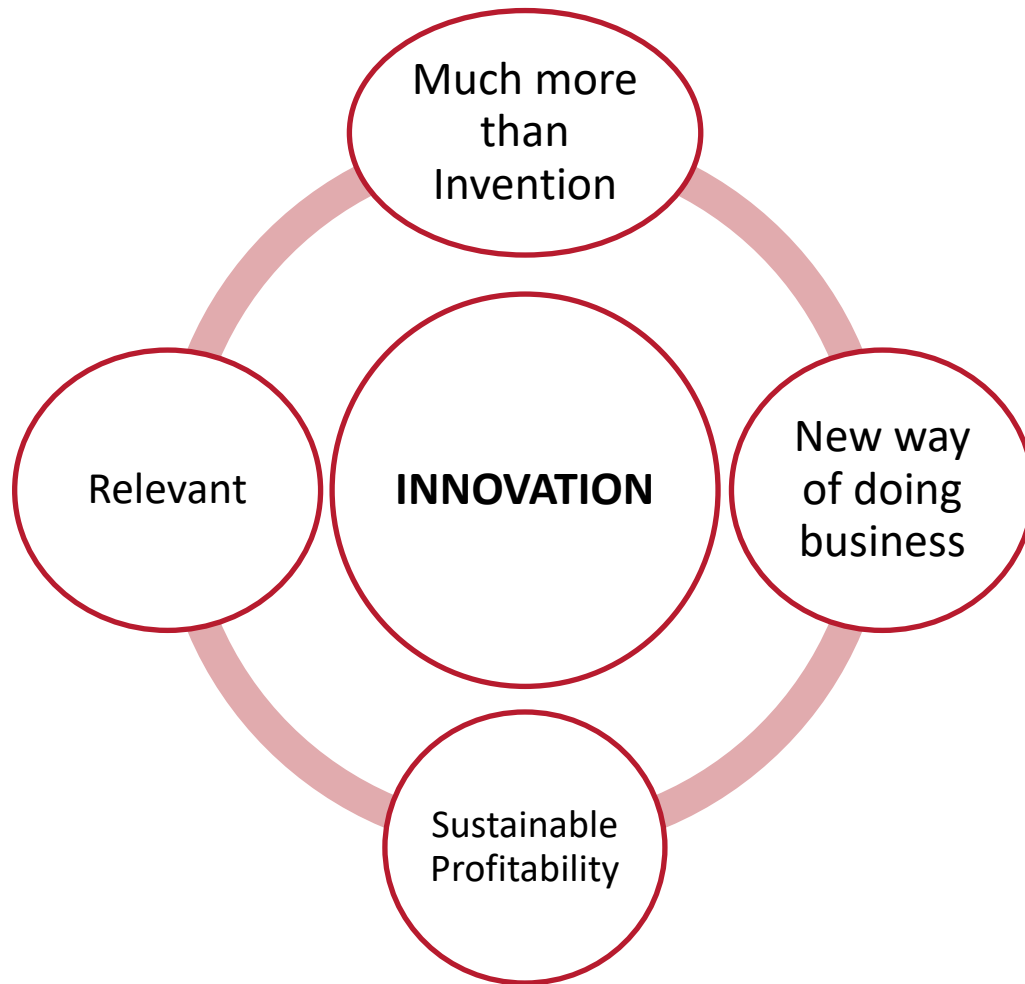 Much more
than
Invention
Relevant
INNOVATION
New way
of doing
business
Sustainable
Profitability